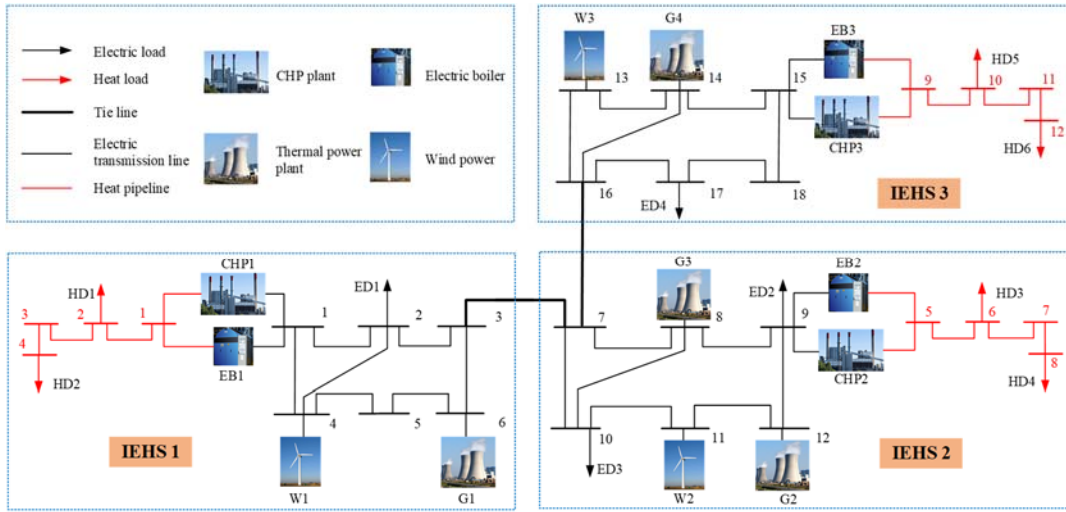 Electric load
Heat load
Tie line
Electric
transmission line
Heat pipeline
CHP plant
Thermal power
plant
Electric boiler
Wind power
W3
G4
EB3
13
14
15
9
HD5
10
11
12
HD6
CHP3
16
17
18
ED4
IEHS 3
CHP1
HD1
3
2
1
4
HD2
EB1
ED1
1
2
3
4
5
6
IEHS 1
W1
G1
G3
ED2
EB2
HD3
7
8
9
5
6
7
8
CHP2
HD4
10
11
12
ED3
W2
G2
IEHS 2